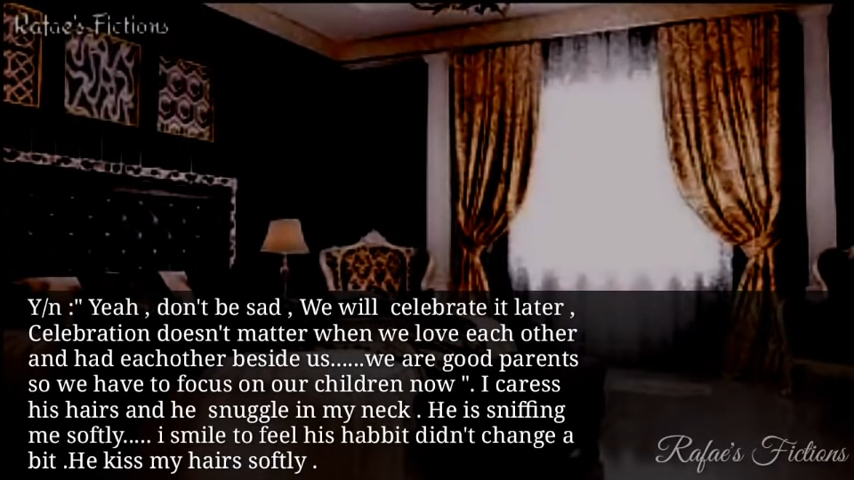 Rafae's Fictions
Y/n :" Yeah , don't be sad , We will celebrate it later ,
Celebration doesn't matter when we love each other
and had eachother beside us......we are good parents
so we have to focus on our children now ". I caress
his hairs and he snuggle in my neck . He is sniffing
me softly..... i smile to feel his habbit didn't change a
bit .He kiss my hairs softly .
Rafae's Fictions